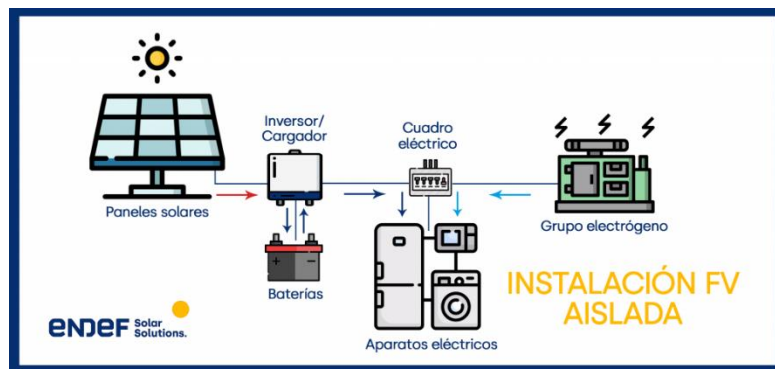 Inversor/
Cargador
Cuadro
eléctrico
Paneles solares
Grupo electrógeno
Baterías
Aparatos eléctricos
INSTALACIÓN FV
AISLADA
ENDEF Solar
Solutions.